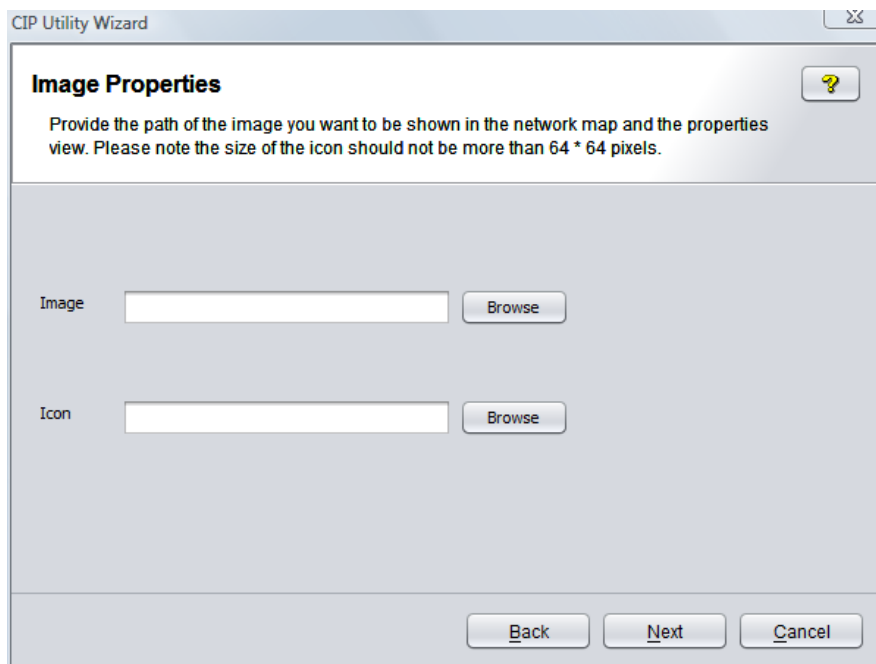 CIP Utility Wizard
Image Properties
?
Provide the path of the image you want to be shown in the network map and the properties
view. Please note the size of the icon should not be more than 64 * 64 pixels.
Image
Browse
Icon
Browse
Back
Next
Cancel